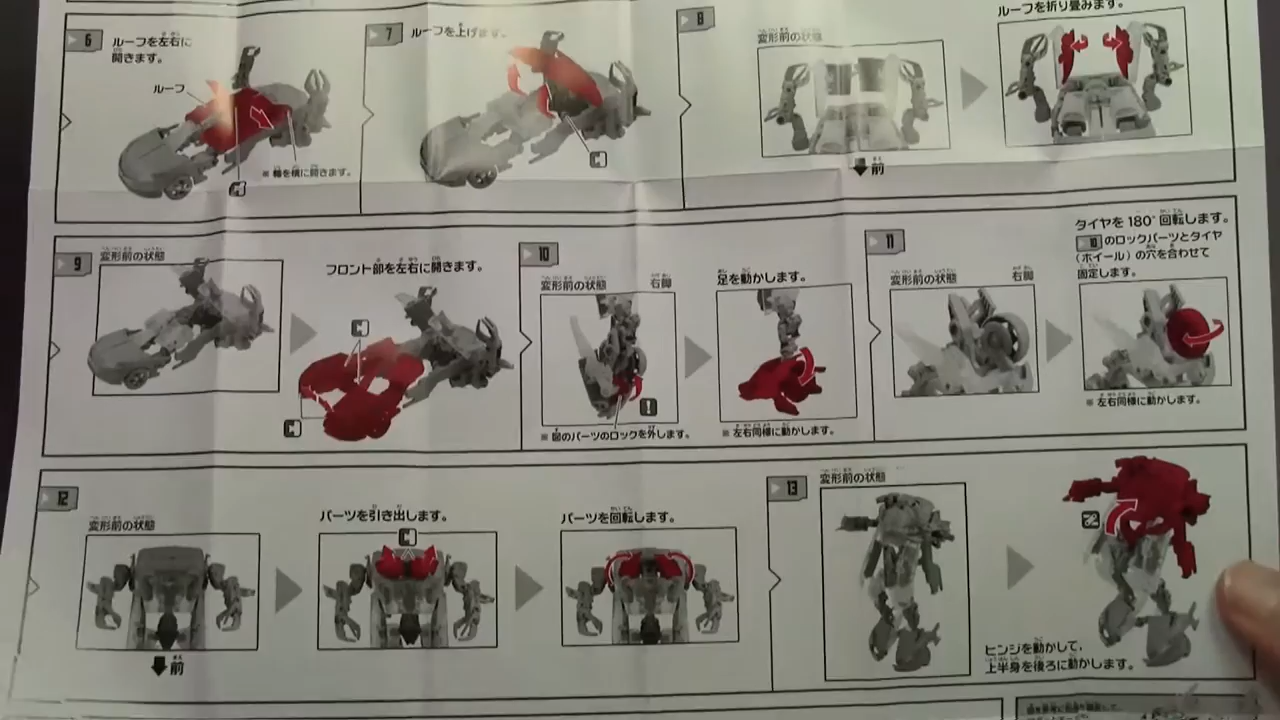 6
ルーフを左右に
開きます。
ルーフ
※ 軸を横に開きます。
7
ルーフを上げます。
8
変形前の状態
前
ルーフを折り畳みます。
9
変形前の状態
フロント部を左右に開きます。
10
変形前の状態
右脚
※ 図のパーツのロックを外します。
足を動かします。
※ 左右同様に動かします。
11
変形前の状態
右脚
タイヤを 180° 回転します。
10 のロックパーツとタイヤ
(ホイール) の穴を合わせて
固定します。
※ 左右同様に動かします。
12
変形前の状態
前
パーツを引き出します。
パーツを回転します。
13
変形前の状態
ヒンジを動かして、
上半身を後ろに動かします。